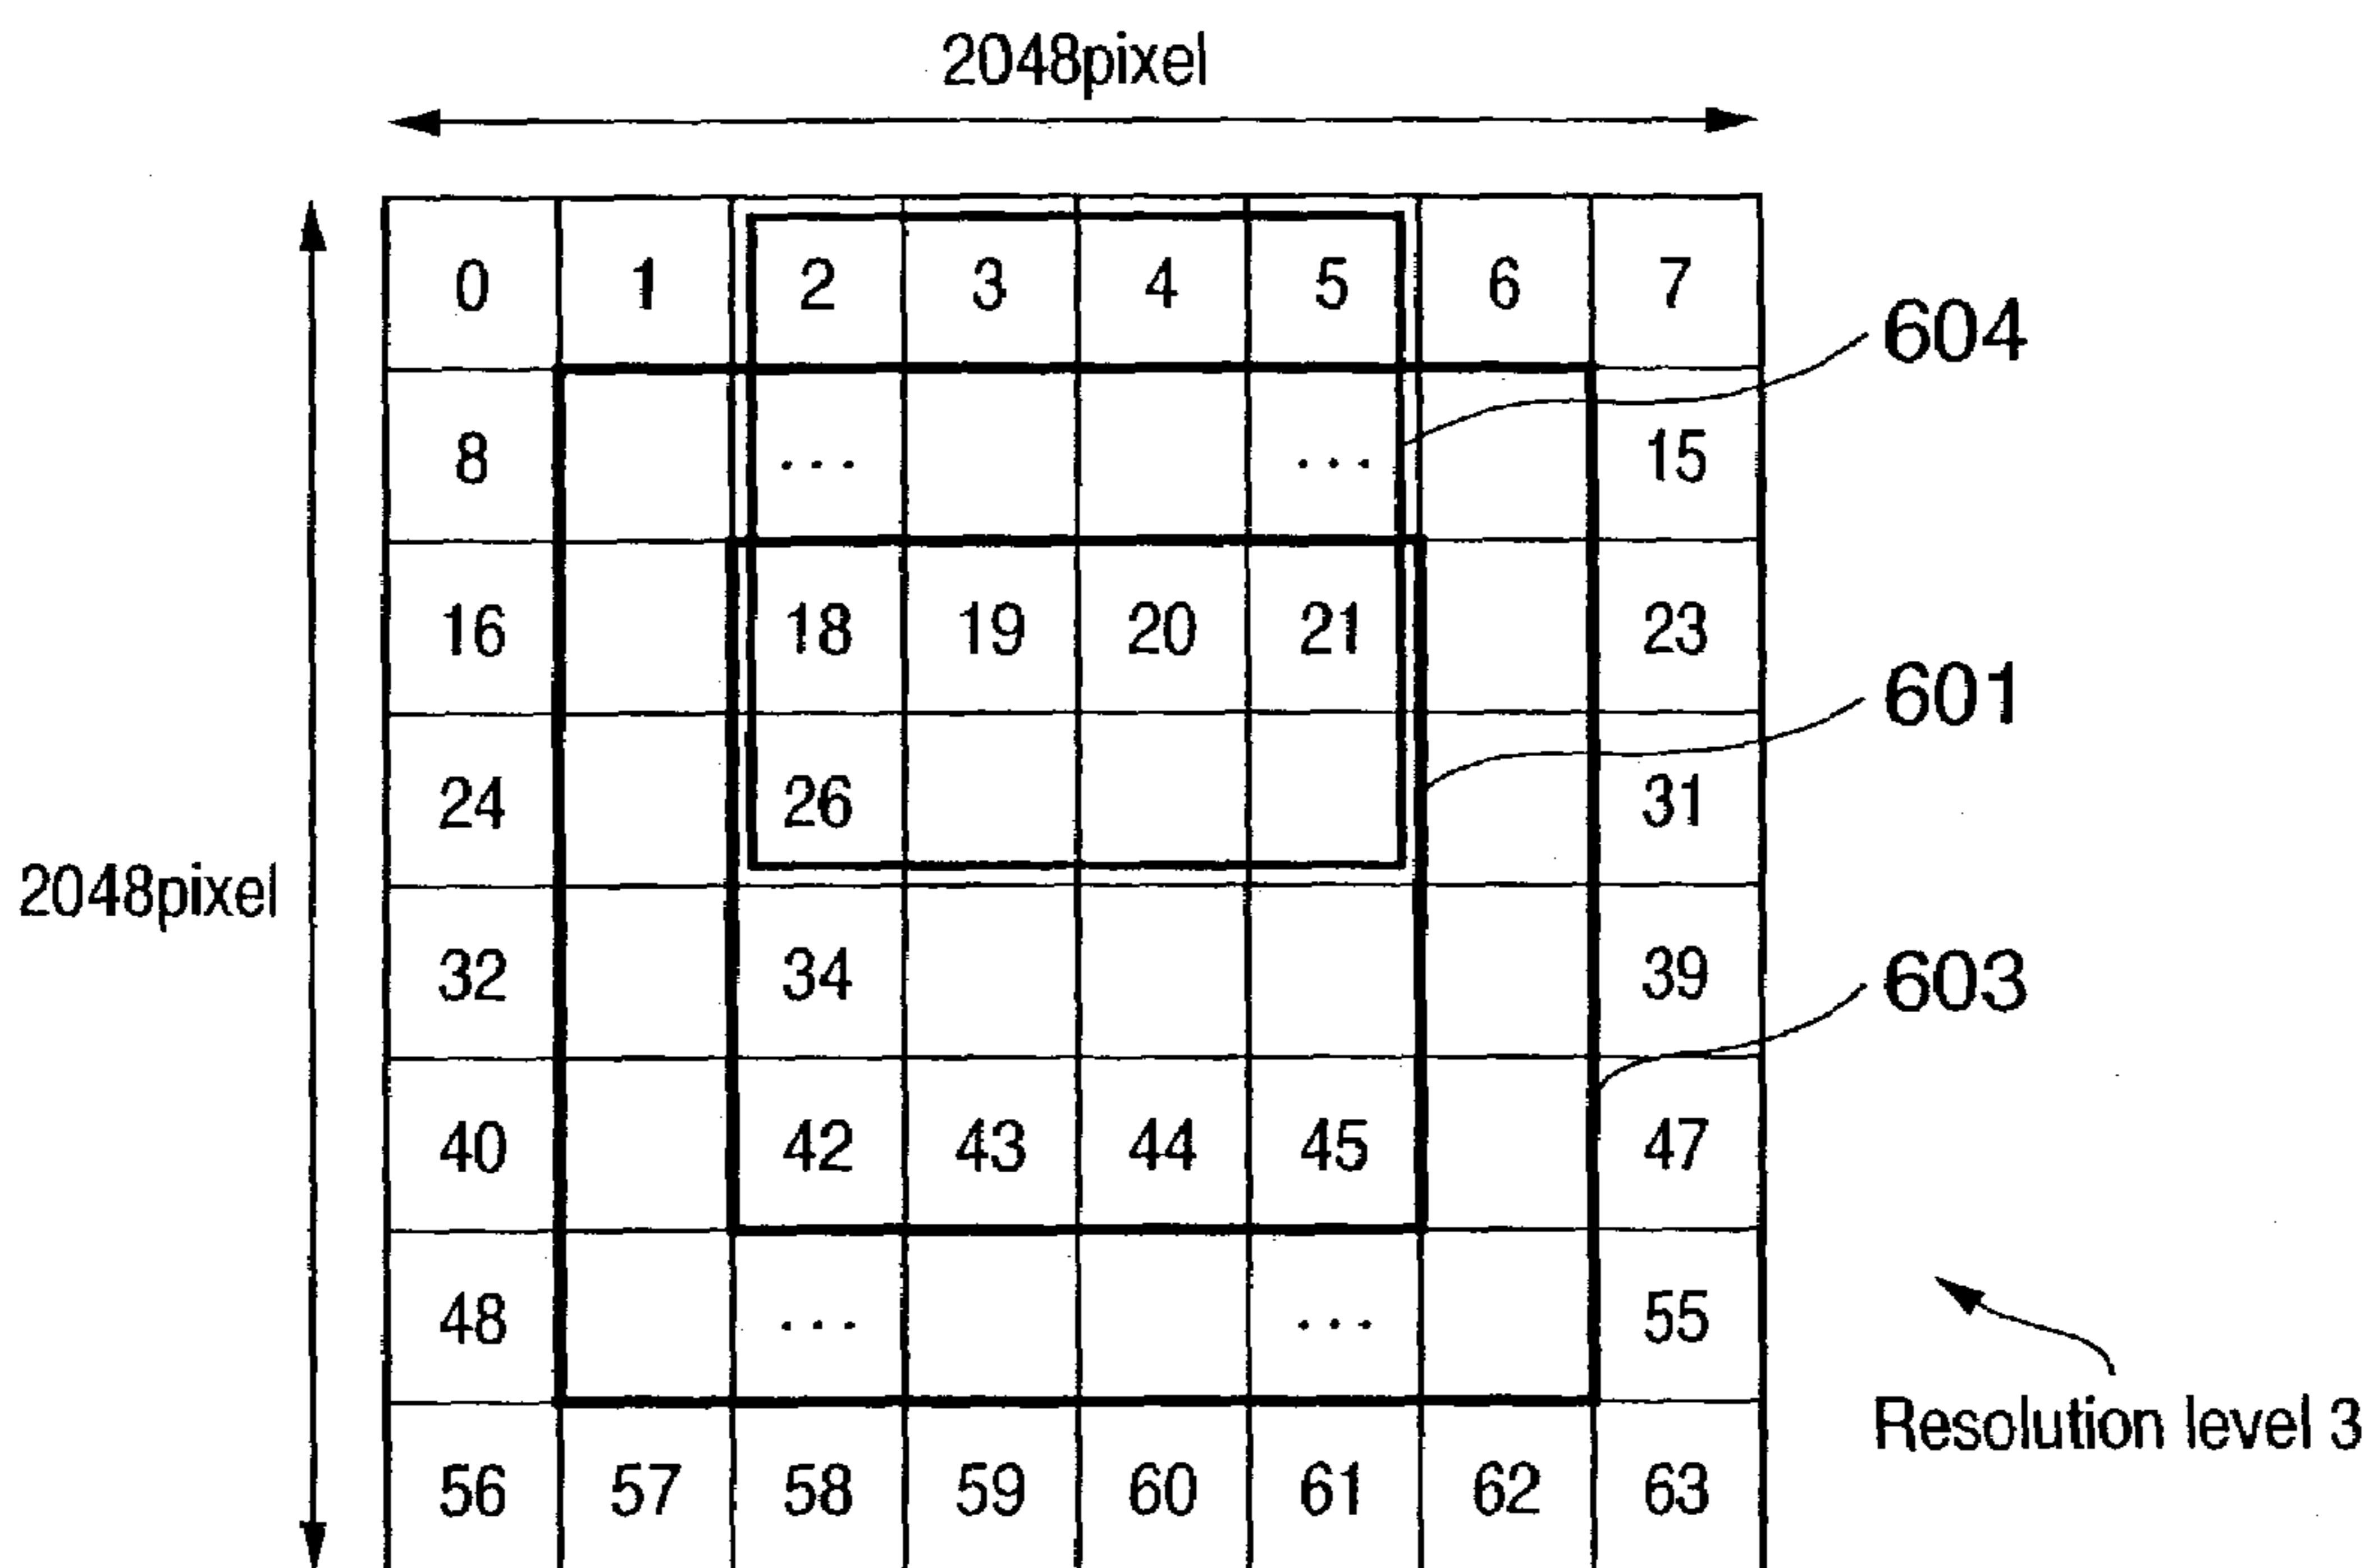 2048pixel
0 1 2 3 4 5 6 7
604
8 ... ... 15
16 18 19 20 21 23
601
24 26 31
2048pixel
32 34 39
603
40 42 43 44 45 47
48 ... ... 55
Resolution level 3
56 57 58 59 60 61 62 63